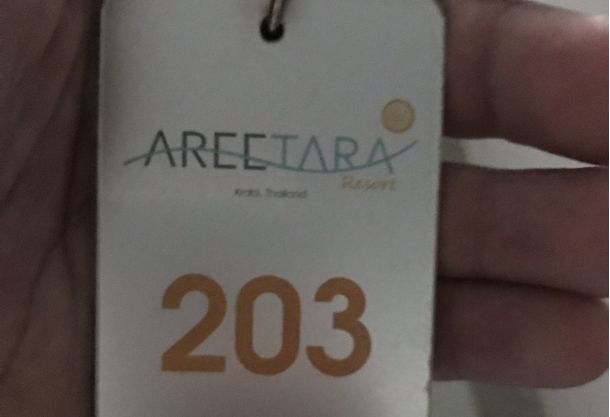 AREETARA
Resort
Krabi, Thailand
203